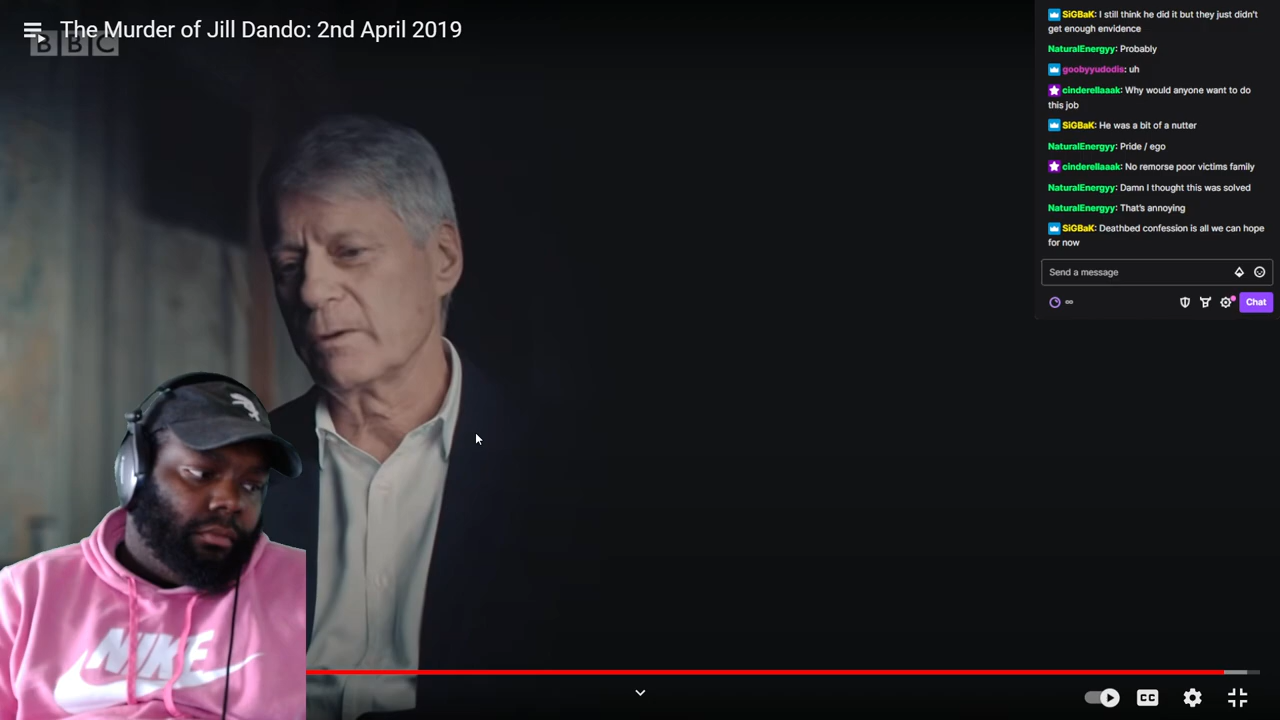 The Murder of Jill Dando: 2nd April 2019
BBC
SiGBaK: I still think he did it but they just didn't
get enough envidence
NaturalEnergyy: Probably
goobyyudodis: uh
cinderellaaak: Why would anyone want to do
this job
SiGBaK: He was a bit of a nutter
NaturalEnergyy: Pride / ego
cinderellaaak: No remorse poor victims family
NaturalEnergyy: Damn I thought this was solved
NaturalEnergyy: That's annoying
SiGBaK: Deathbed confession is all we can hope
for now
Send a message
∞
Chat
NIKE
CC